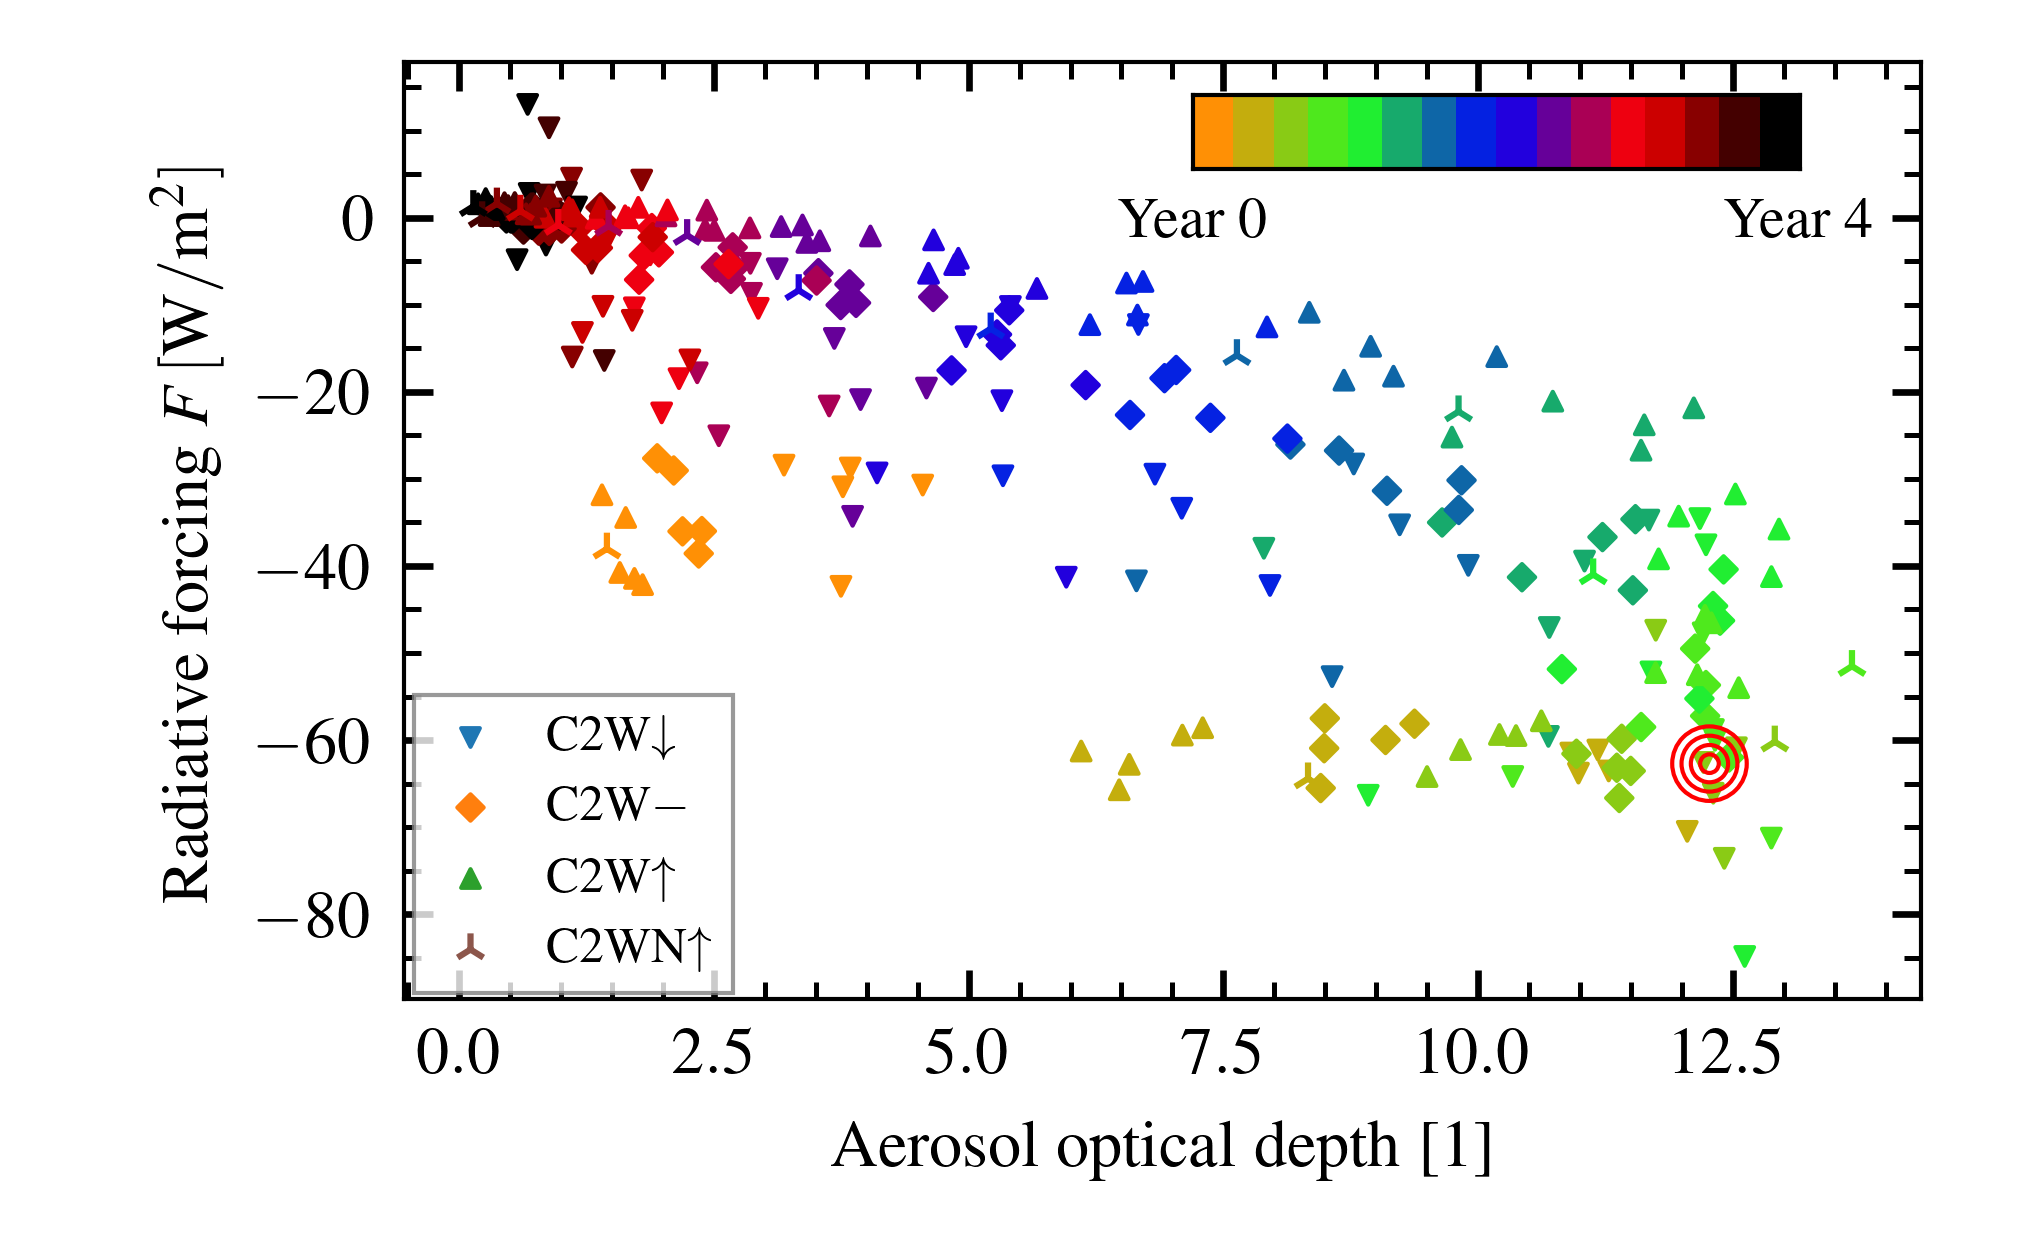 Radiative forcing F [W/m²]
0
−20
−40
−60
−80
Year 0
Year 4
C2W↓
C2W−
C2W↑
C2WN↑
0.0
2.5
5.0
7.5
10.0
12.5
Aerosol optical depth [1]